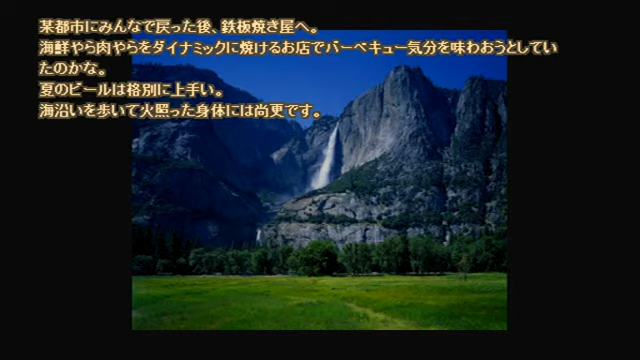 某都市にみんなで戻った後、鉄板焼き屋へ。
海鮮やら肉やらをダイナミックに焼けるお店でバーベキュー気分を味わおうとしてい
たのかな。
夏のビールは格別に上手い。
海沿いを歩いて火照った身体には尚更です。